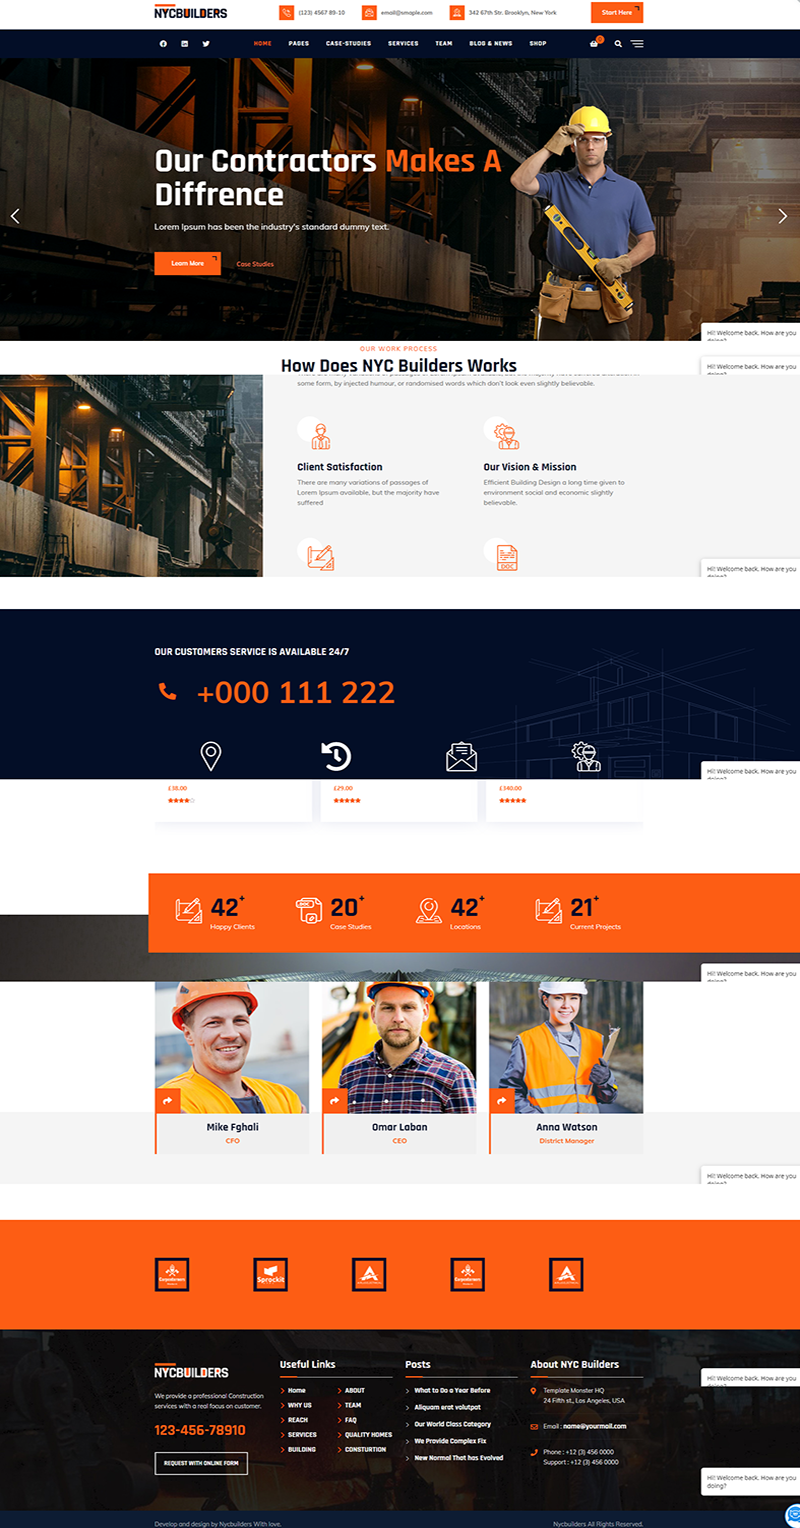 NYCBUILDERS
(123) 4567 89-10
email@smaple.com
342 67th Str. Brooklyn, New York
Start Here
HOME
PAGES
CASE-STUDIES
SERVICES
TEAM
BLOG & NEWS
SHOP
0
Our Contractors Makes A
Diffrence
Lorem Ipsum has been the industry's standard dummy text.
Learn More
Case Studies
Hi! Welcome back. How are you
OUR WORK PROCESS
Hi! Welcome back. How are you
doing?
How Does NYC Builders Works
some form, by injected humour, or randomised words which don't look even slightly believable.
Client Satisfaction
Our Vision & Mission
There are many variations of passages of
Lorem Ipsum available, but the majority have
suffered
Efficient Building Design a long time given to
environment social and economic slightly
believable.
DOC
Hi! Welcome back. How are you
doing?
OUR CUSTOMERS SERVICE IS AVAILABLE 24/7
+000 111 222
Hi! Welcome back. How are you
doing?
£38.00
£29.00
£340.00
42+
Happy Clients
20+
Case Studies
42+
Locations
21+
Current Projects
Hi! Welcome back. How are you
doing?
Mike Fghali
CFO
Omar Laban
CEO
Anna Watson
District Manager
Hi! Welcome back. How are you
doing?
Sprockit
NYCBUILDERS
We provide a professional Construction
services with a real focus on customer.
123-456-78910
REQUEST WITH ONLINE FORM
Useful Links
Home
ABOUT
WHY US
TEAM
REACH
FAQ
SERVICES
QUALITY HOMES
BUILDING
CONSTURTION
Posts
What to Do a Year Before
Aliquam erat volutpat
Our World Class Category
We Provide Complex Fix
New Normal That has Evolved
About NYC Builders
Template Monster HQ
24 Fifth st., Los Angeles, USA
Email : name@yourmail.com
Phone : +12 (3) 456 0000
Support : +12 (3) 456 0000
Hi! Welcome back. How are you
doing?
Hi! Welcome back. How are you
doing?
Develop and design by Nycbuilders With love.
Nycbuilders All Rights Reserved.